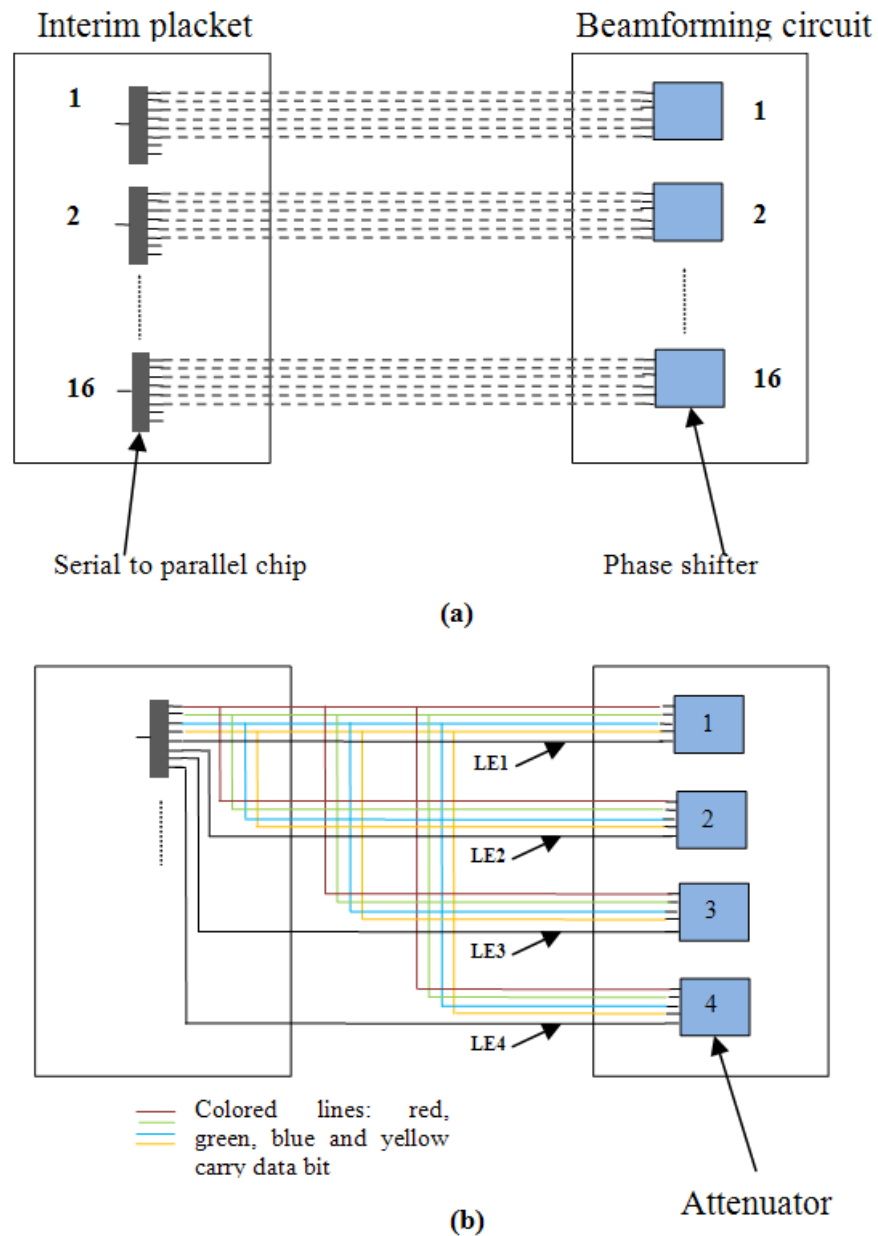 Interim placket
Beamforming circuit
1
1
2
2
16
16
Serial to parallel chip
Phase shifter
(a)
1
LE1
2
LE2
3
LE3
4
LE4
Colored lines: red,
green, blue and yellow
carry data bit
Attenuator
(b)